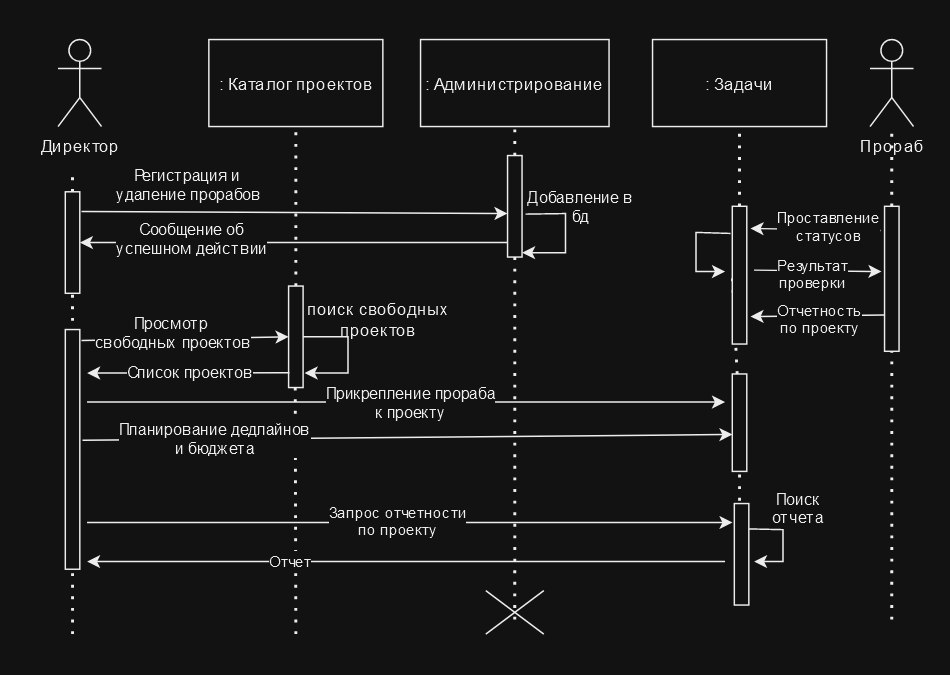 : Каталог проектов
: Администрирование
: Задачи
Директор
Прораб
Регистрация и
удаление прорабов
Добавление в
бд
Сообщение об
успешном действии
Проставление
статусов
Результат
проверки
Отчетность
по проекту
поиск свободных
проектов
Просмотр
свободных проектов
Список проектов
Прикрепление прораба
к проекту
Планирование дедлайнов
и бюджета
Запрос отчетности
по проекту
Поиск
отчета
Отчет